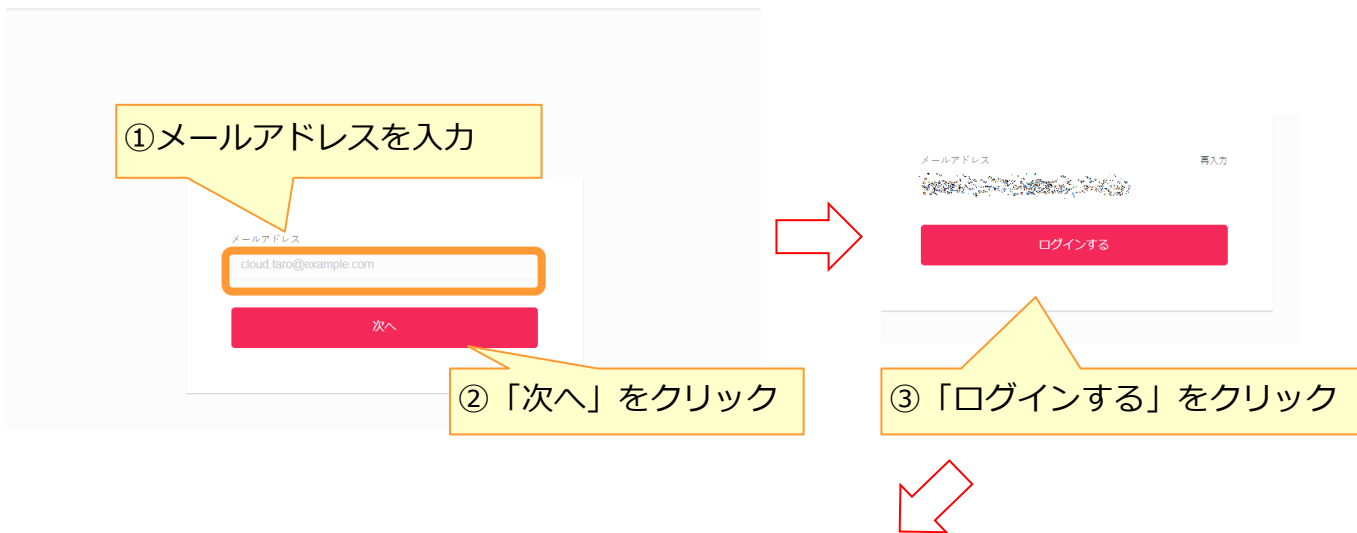 ①メールアドレスを入力
メールアドレス
cloud.taro@example.com
次へ
②「次へ」をクリック
メールアドレス
再入力
ログインする
③「ログインする」をクリック